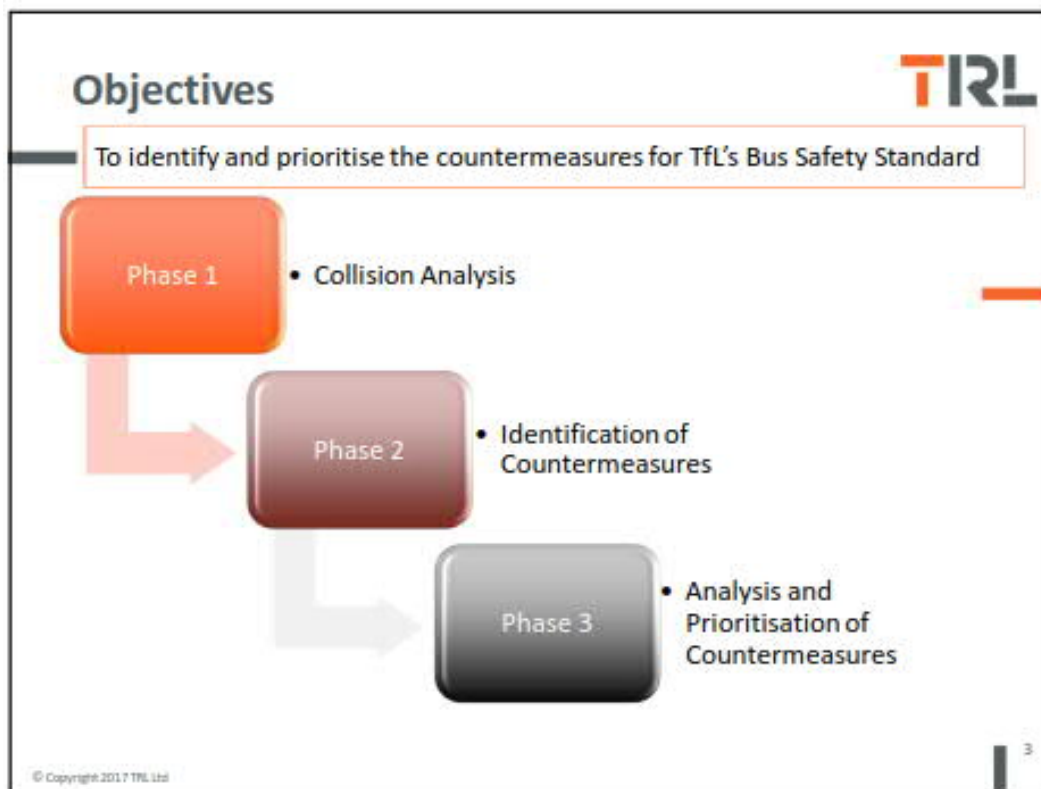 Objectives
TRL
To identify and prioritise the countermeasures for TfL's Bus Safety Standard
Phase 1
• Collision Analysis
Phase 2
• Identification of
Countermeasures
Phase 3
• Analysis and
Prioritisation of
Countermeasures
3
© Copyright 2017 TRL Ltd